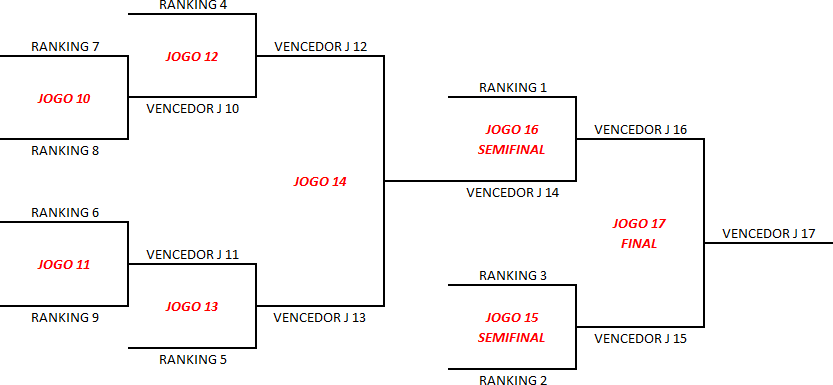 RANKING 4
RANKING 7
VENCEDOR J 12
JOGO 12
RANKING 1
JOGO 10
VENCEDOR J 10
JOGO 16
SEMIFINAL
VENCEDOR J 16
RANKING 8
JOGO 14
VENCEDOR J 14
RANKING 6
JOGO 17
FINAL
VENCEDOR J 17
VENCEDOR J 11
JOGO 11
RANKING 3
JOGO 13
RANKING 9
VENCEDOR J 13
JOGO 15
SEMIFINAL
VENCEDOR J 15
RANKING 5
RANKING 2